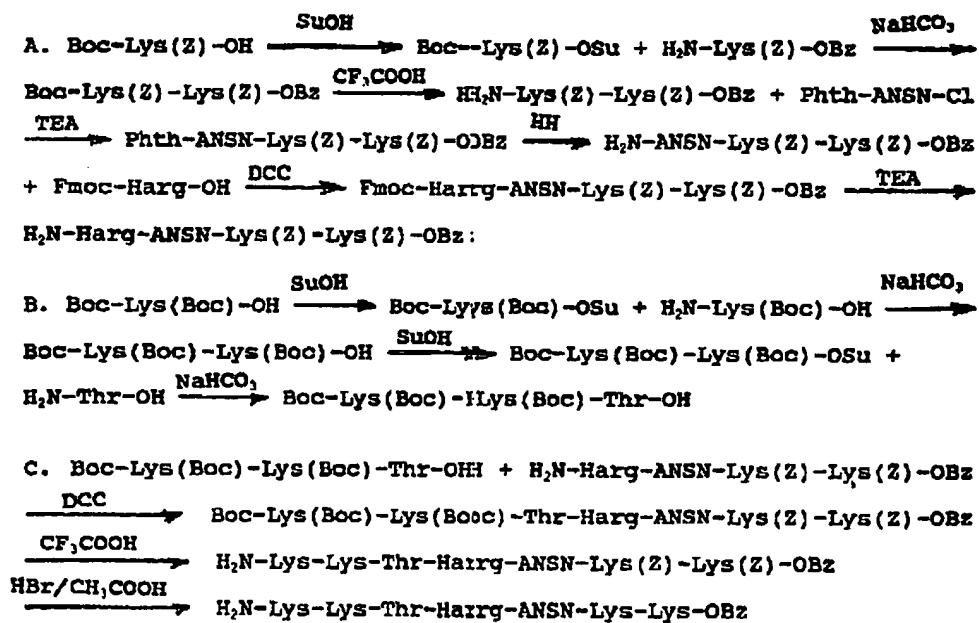 SuOH NaHCO₃
A. Boc-Lys(Z)-OH → Boc--Lys(Z)-OSu + H₂N-Lys(Z)-OBz →
CF₃COOH
Boc-Lys(Z)-Lys(Z)-OBz → HH₂N-Lys(Z)-Lys(Z)-OBz + Phth-ANSN-Cl
TEA HH
→ Phth-ANSN-Lys(Z)-Lys(Z)-OOBz → H₂N-ANSN-Lys(Z)-Lys(Z)-OBz
DCC TEA
+ Fmoc-Harg-OH → Fmoc-Harrg-ANSN-Lys(Z)-Lys(Z)-OBz →
H₂N-Harg-ANSN-Lys(Z)-Lys(Z)-OBz;
SuOH NaHCO₃
B. Boc-Lys(Boc)-OH → Boc-Lyys(Boc)-OSu + H₂N-Lys(Boc)-OH →
SuOH
Boc-Lys(Boc)-Lys(Boc)-OH → Boc-Lys(Boc)-Lys(Boc)-OSu +
NaHCO₃
H₂N-Thr-OH → Boc-Lys(Boc)-LLys(Boc)-Thr-OH
C. Boc-Lys(Boc)-Lys(Boc)-Thr-OHH + H₂N-Harg-ANSN-Lys(Z)-Lys(Z)-OBz
DCC
→ Boc-Lys(Boc)-Lys(Booc)-Thr-Harg-ANSN-Lys(Z)-Lys(Z)-OBz
CF₃COOH
→ H₂N-Lys-Lys-Thr-Harrg-ANSN-Lys(Z)-Lys(Z)-OBz
HBr/CH₃COOH
→ H₂N-Lys-Lys-Thr-Harrg-ANSN-Lys-Lys-OBz